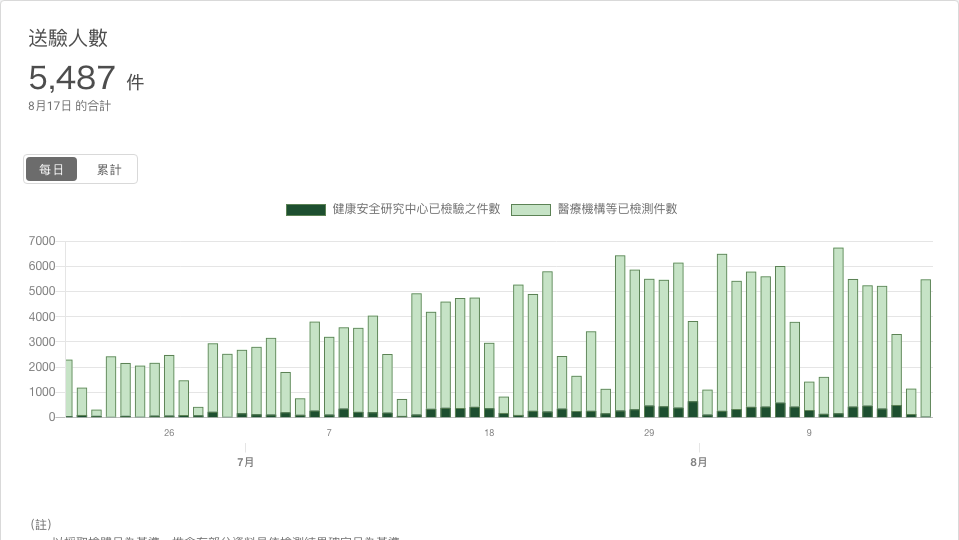 送驗人數
5,487 件
8月17日 的合計
每日 累計
健康安全研究中心已檢驗之件數 醫療機構等已檢測件數
7000
6000
5000
4000
3000
2000
1000
0
26 7 18 29 9
7月 8月
（註）